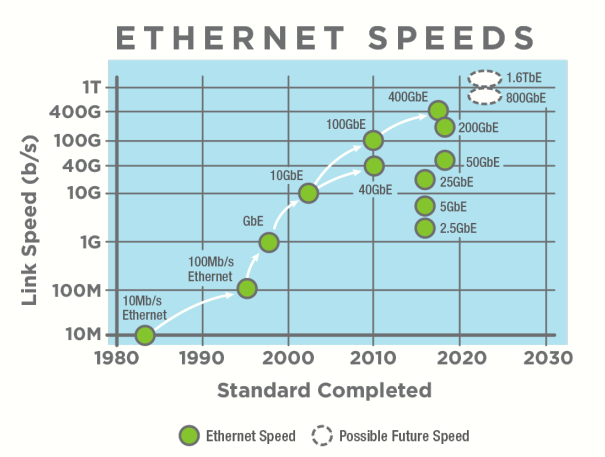 ETHERNET SPEEDS
Link Speed (b/s)
1T
400G
100G
40G
10G
1G
100M
10M
1.6TbE
800GbE
400GbE
200GbE
100GbE
50GbE
40GbE
25GbE
10GbE
5GbE
2.5GbE
GbE
100Mb/s
Ethernet
10Mb/s
Ethernet
1980 1990 2000 2010 2020 2030
Standard Completed
Ethernet Speed Possible Future Speed